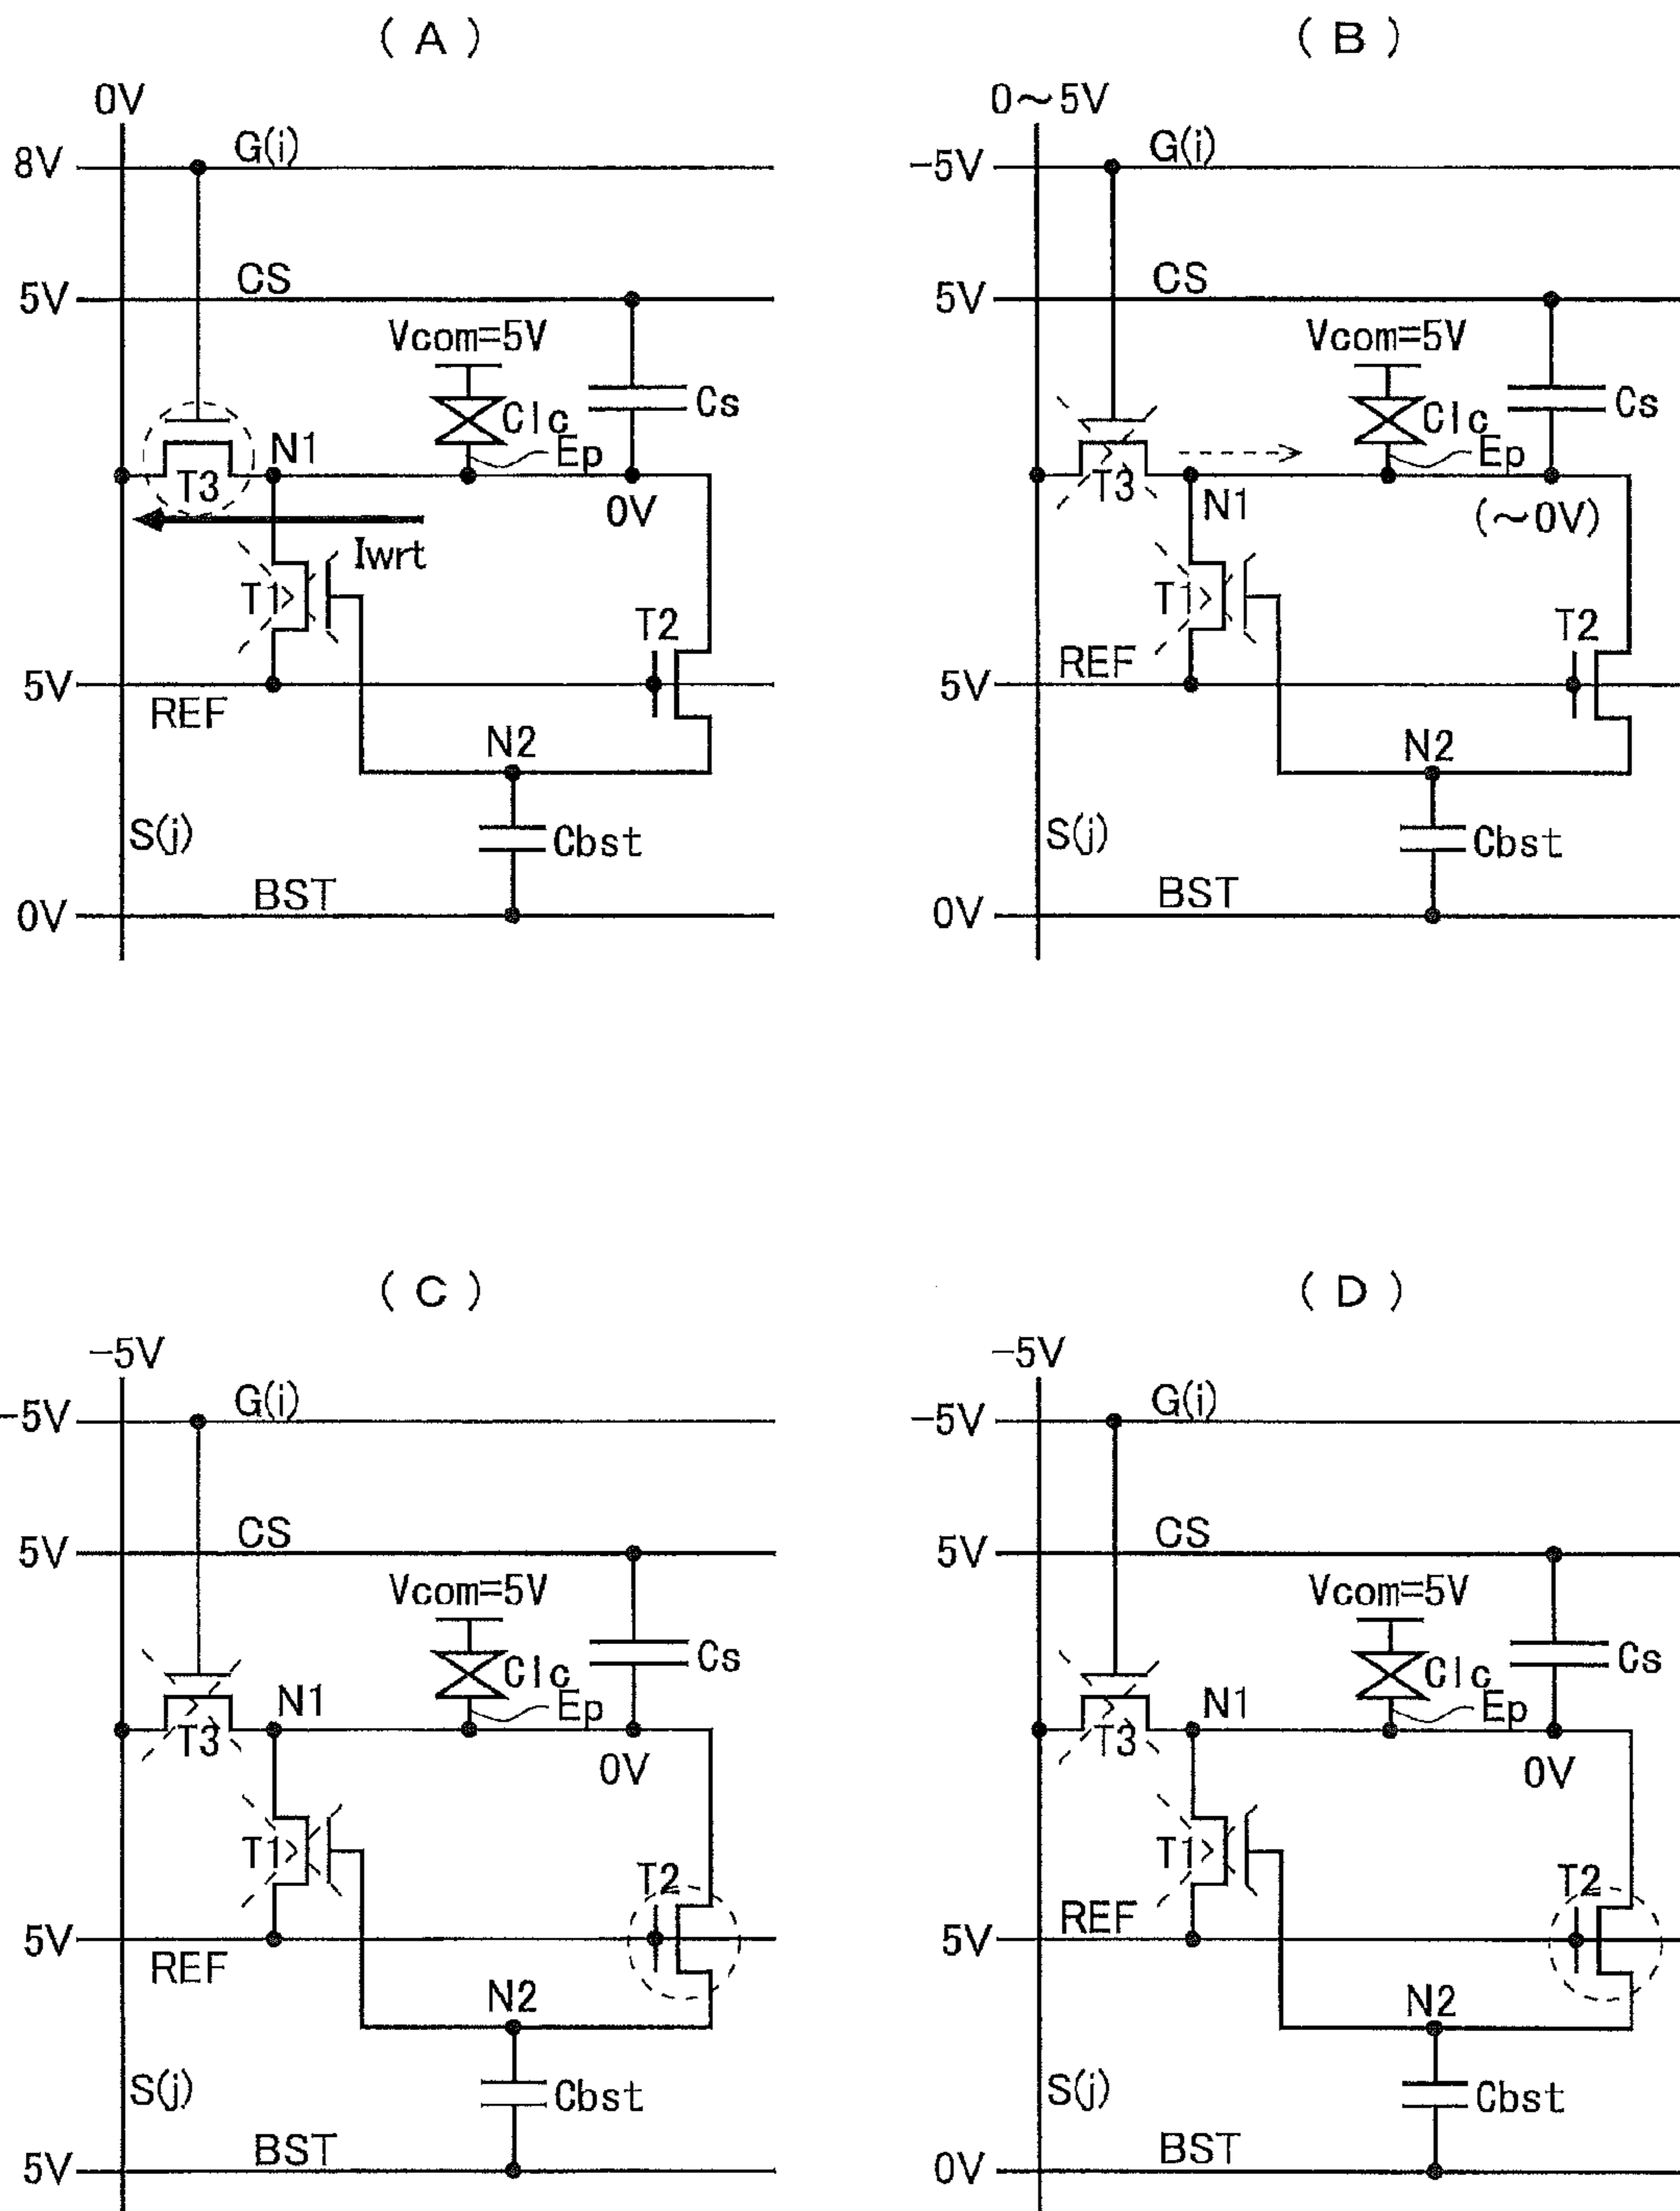 ( A )
0V
8V
G(i)
5V
CS
Vcom=5V
Clc
Cs
Ep
N1
T3
0V
Iwrt
T1
T2
5V
REF
N2
S(j)
Cbst
0V
BST
( B )
0~5V
-5V
G(i)
5V
CS
Vcom=5V
Clc
Cs
Ep
T3
N1
(~0V)
T1
T2
REF
5V
N2
S(j)
Cbst
0V
BST
( C )
-5V
-5V
G(i)
5V
CS
Vcom=5V
Clc
Cs
Ep
N1
T3
0V
T1
T2
5V
REF
N2
S(j)
Cbst
5V
BST
( D )
-5V
-5V
G(i)
5V
CS
Vcom=5V
Clc
Cs
Ep
N1
T3
0V
T1
T2
REF
5V
N2
S(j)
Cbst
0V
BST